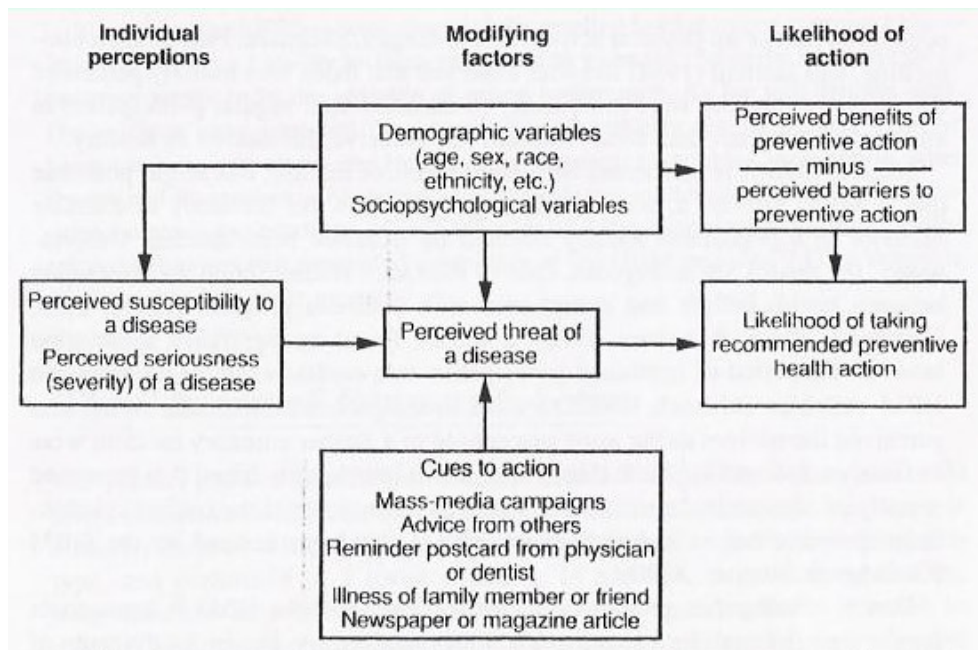 Individual
perceptions
Modifying
factors
Likelihood of
action
Demographic variables
(age, sex, race,
ethnicity, etc.)
Sociopsychological variables
Perceived benefits of
preventive action
minus
perceived barriers to
preventive action
Perceived susceptibility to
a disease
Perceived seriousness
(severity) of a disease
Perceived threat of
a disease
Likelihood of taking
recommended preventive
health action
Cues to action
Mass-media campaigns
Advice from others
Reminder postcard from physician
or dentist
Illness of family member or friend
Newspaper or magazine article